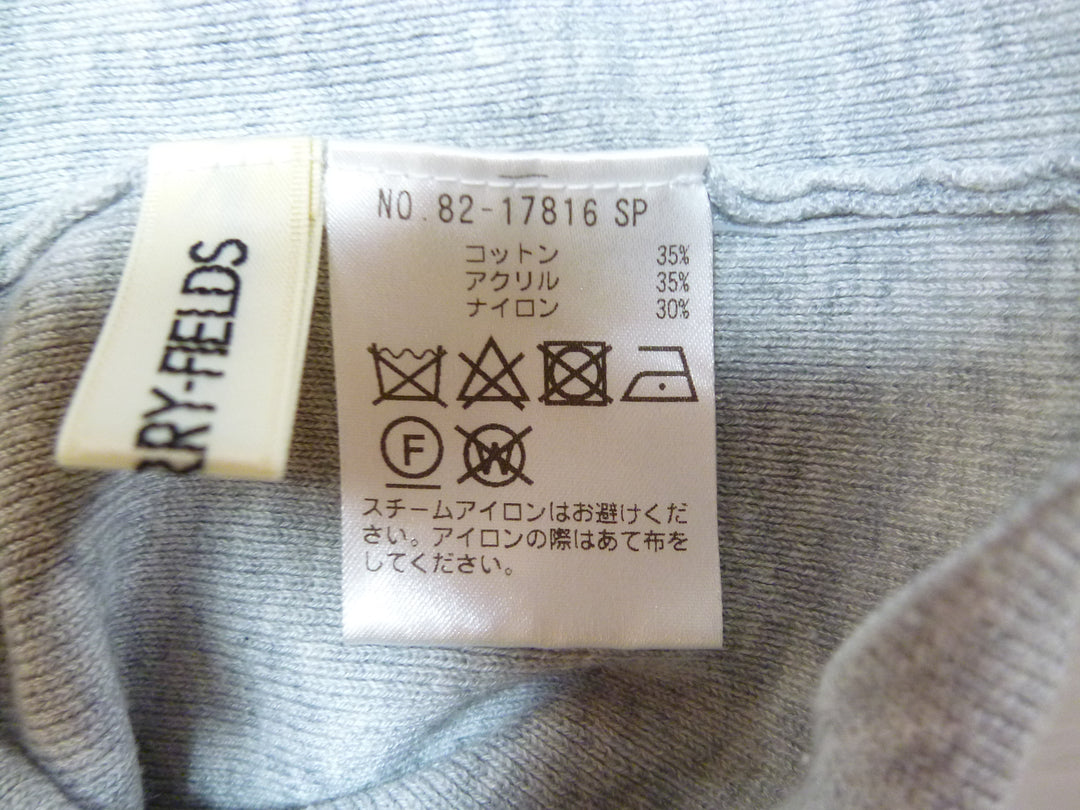 RRY-FIELDS
NO.82-17816 SP
コットン 35%
アクリル 35%
ナイロン 30%
F
W
スチームアイロンはお避けくだ
さい。アイロンの際はあて布を
してください。